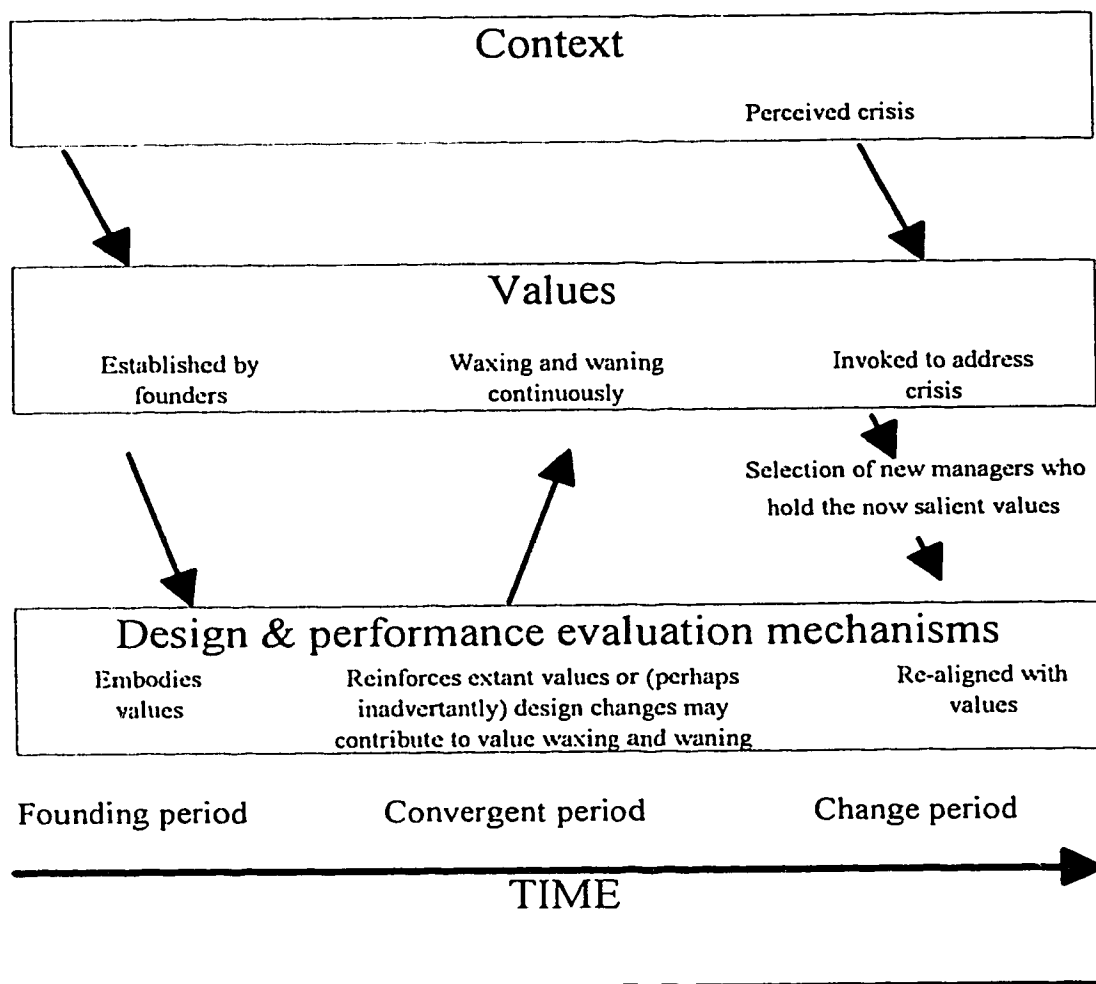 Context
Perceived crisis
Values
Established by
founders
Waxing and waning
continuously
Invoked to address
crisis
Selection of new managers who
hold the now salient values
Design & performance evaluation mechanisms
Embodies
values
Reinforces extant values or (perhaps
inadvertantly) design changes may
contribute to value waxing and waning
Re-aligned with
values
Founding period
Convergent period
Change period
TIME